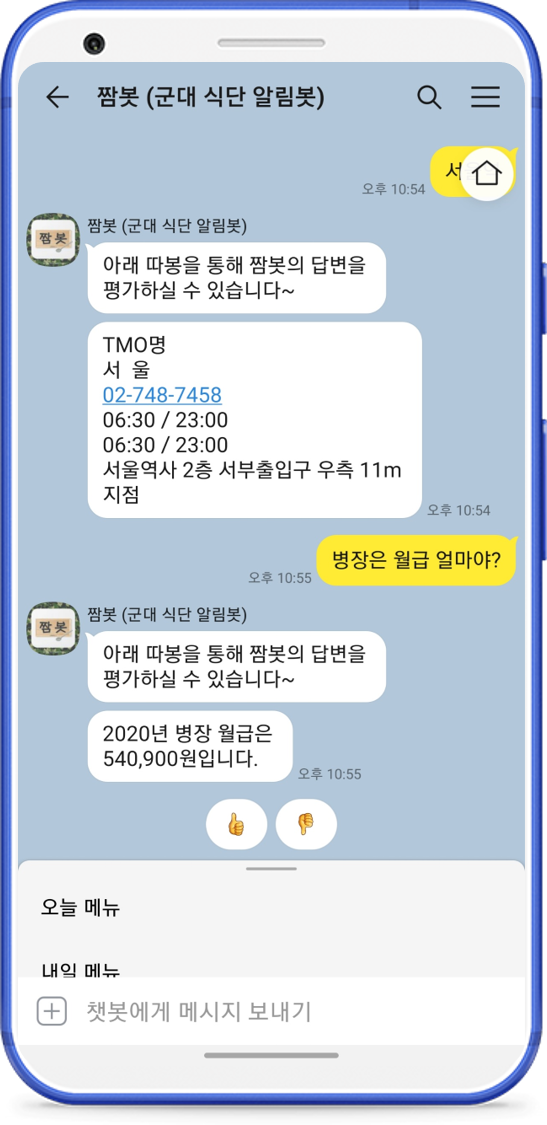 짬봇 (군대 식단 알림봇)
오후 10:54
짬봇 (군대 식단 알림봇)
짬 봇
아래 따봉을 통해 짬봇의 답변을
평가하실 수 있습니다~
TMO명
서 울
02-748-7458
06:30 / 23:00
06:30 / 23:00
서울역사 2층 서부출입구 우측 11m
지점
오후 10:54
병장은 월급 얼마야?
오후 10:55
짬봇 (군대 식단 알림봇)
짬 봇
아래 따봉을 통해 짬봇의 답변을
평가하실 수 있습니다~
2020년 병장 월급은
540,900원입니다.
오후 10:55
오늘 메뉴
내일 메뉴
챗봇에게 메시지 보내기